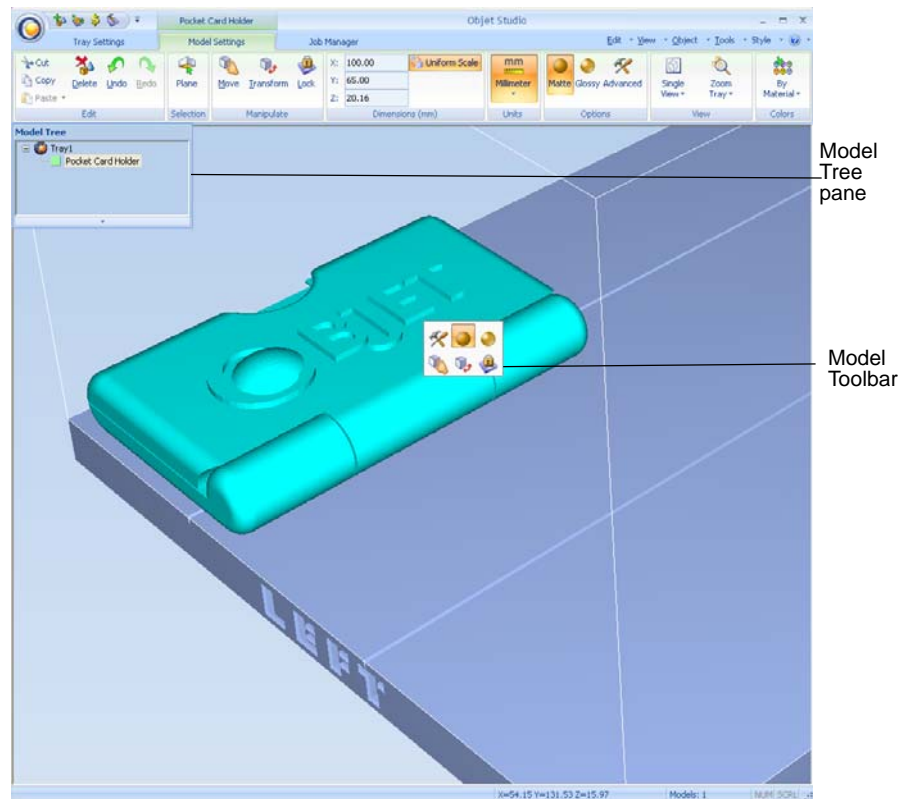 Pocket Card Holder
Objet Studio
Tray Settings
Model Settings
Job Manager
Edit
View
Object
Tools
Style
Cut
Copy
Paste
Delete
Undo
Redo
Edit
Plane
Selection
Move
Transform
Lock
Manipulate
X: 100.00
Y: 65.00
Z: 20.16
Uniform Scale
Dimensions (mm)
mm
Millimeter
Units
Matte
Glossy
Advanced
Options
Single View
Zoom Tray
View
By Material
Colors
Model Tree
Tray1
Pocket Card Holder
Model
Tree
pane
OBJET
Model
Toolbar
LEFT
X=54.15 Y=131.53 Z=15.97
Models: 1
NUM SCRL